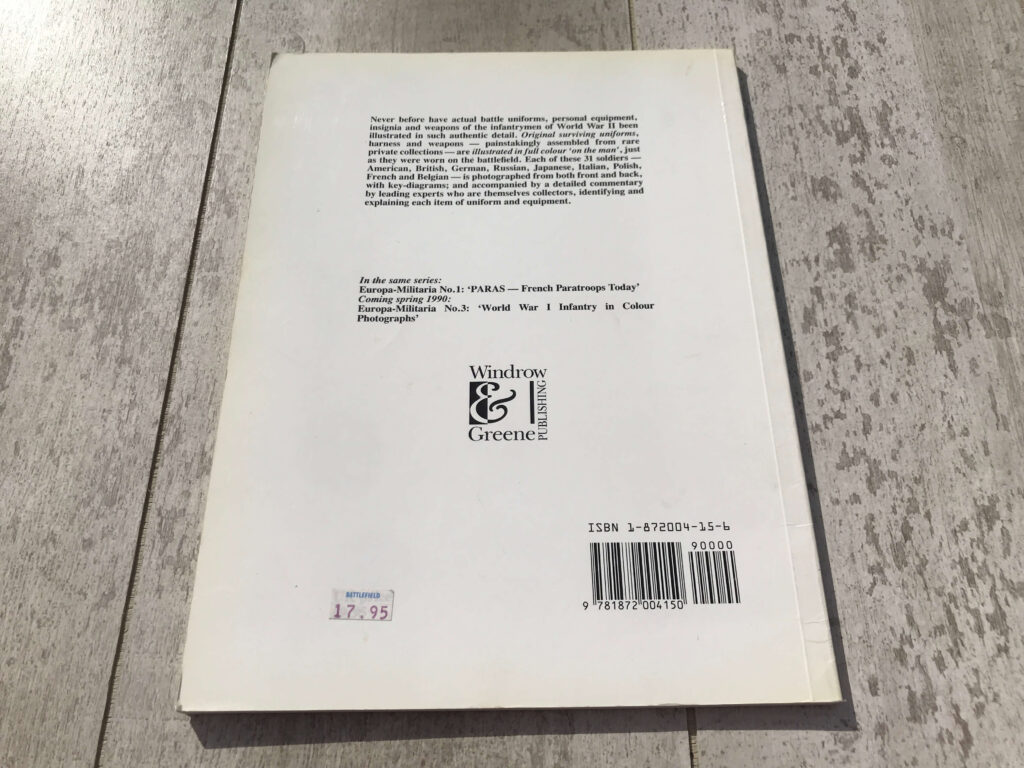 Never before have actual battle uniforms, personal equipment,
insignia and weapons of the infantrymen of World War II been
illustrated in such authentic detail. Original surviving uniforms,
harness and weapons — painstakingly assembled from rare
private collections — are illustrated in full colour 'on the man', just
as they were worn on the battlefield. Each of these 31 soldiers —
American, British, German, Russian, Japanese, Italian, Polish,
French and Belgian — is photographed from both front and back,
with key-diagrams; and accompanied by a detailed commentary
by leading experts who are themselves collectors, identifying and
explaining each item of uniform and equipment.
In the same series:
Europa-Militaria No.1: 'PARAS — French Paratroops Today'
Coming spring 1990:
Europa-Militaria No.3: 'World War I Infantry in Colour
Photographs'
Windrow
&
Greene
PUBLISHING
ISBN 1-872004-15-6
90000
9 781872 004150
BATTLEFIELD
17.95